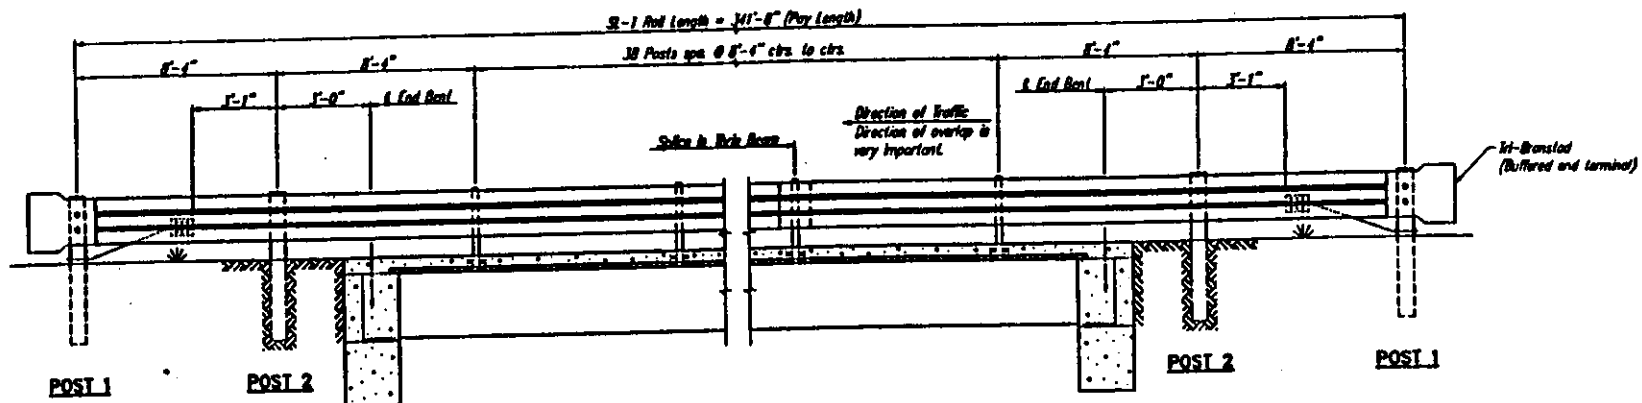 SL-1 Rail Length = 341'-8" (Pay Length)
8'-4" 8'-4" 38 Posts spa. @ 8'-4" ctrs. to ctrs. 8'-4" 8'-4"
3'-1" 3'-0" ℄ End Bent ℄ End Bent 3'-0" 3'-1"
Direction of Traffic
Direction of overlap is
very important.
Splice in Thrie Beam
Tri-Branstad
(Buffered end terminal)
POST 1 POST 2 POST 2 POST 1